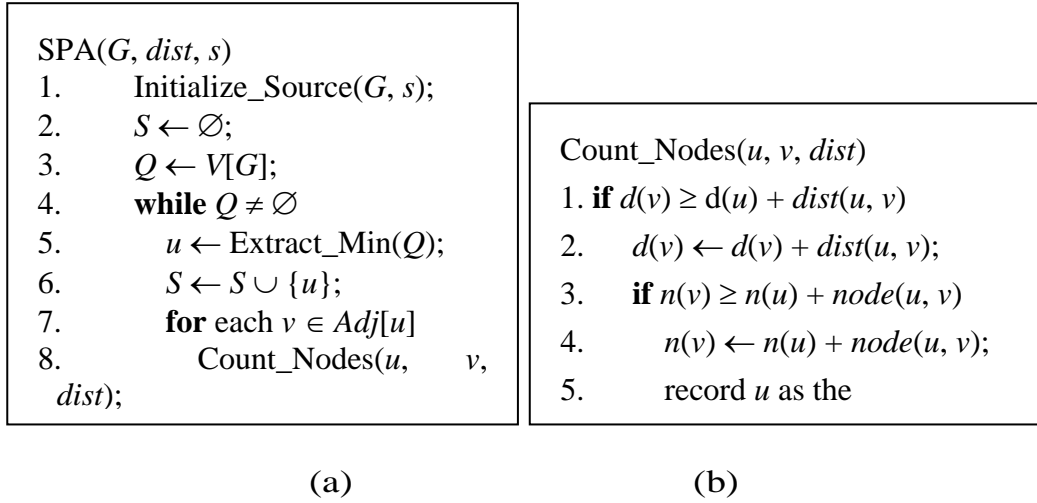 SPA(G, dist, s)
1. Initialize_Source(G, s);
2. S ← ∅;
3. Q ← V[G];
4. while Q ≠ ∅
5. u ← Extract_Min(Q);
6. S ← S ∪ {u};
7. for each v ∈ Adj[u]
8. Count_Nodes(u, v,
dist);
Count_Nodes(u, v, dist)
1. if d(v) ≥ d(u) + dist(u, v)
2. d(v) ← d(v) + dist(u, v);
3. if n(v) ≥ n(u) + node(u, v)
4. n(v) ← n(u) + node(u, v);
5. record u as the
(a)
(b)